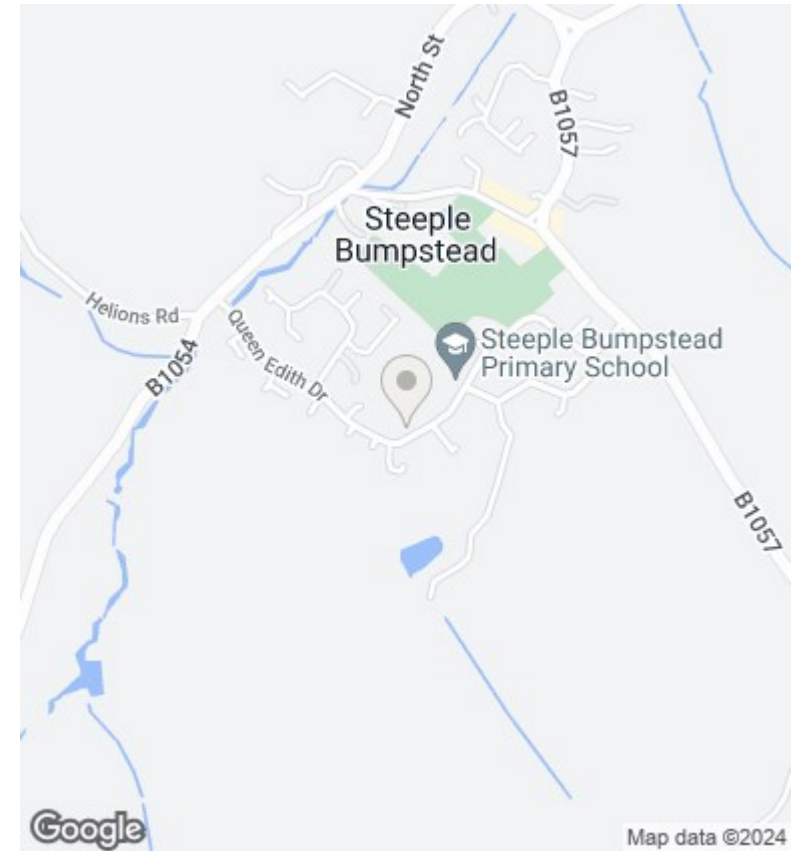 North St
B1057
Steeple
Bumpstead
Helions Rd
Queen Edith Dr
B1054
Steeple Bumpstead
Primary School
B1057
Google
Map data ©2024